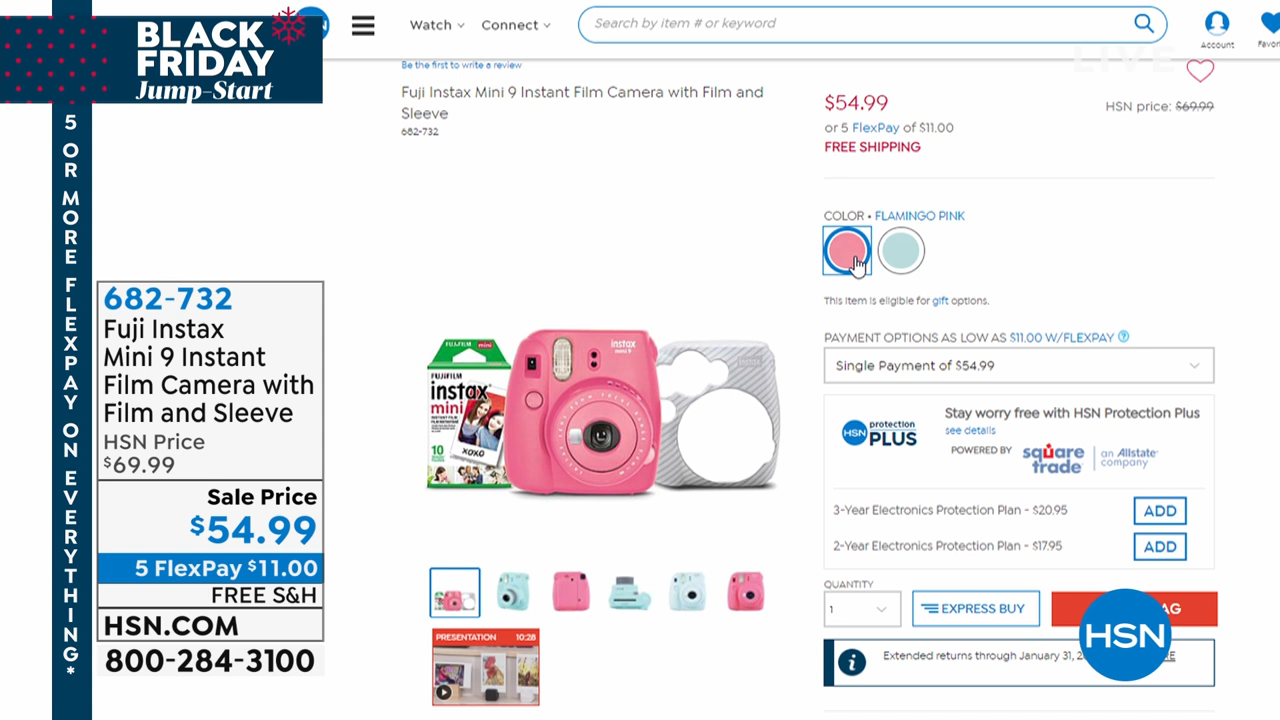 BLACK
FRIDAY
Jump-Start
5 OR MORE FLEXPAY ON EVERYTHING*
682-732
Fuji Instax
Mini 9 Instant
Film Camera with
Film and Sleeve
HSN Price
$69.99
Sale Price
$54.99
5 FlexPay $11.00
FREE S&H
HSN.COM
800-284-3100
Watch
Connect
Search by item # or keyword
Account
LIVE
Be the first to write a review
Fuji Instax Mini 9 Instant Film Camera with Film and
Sleeve
682-732
$54.99
HSN price: $69.99
or 5 FlexPay of $11.00
FREE SHIPPING
COLOR • FLAMINGO PINK
This item is eligible for gift options.
PAYMENT OPTIONS AS LOW AS $11.00 W/FLEXPAY ?
Single Payment of $54.99
HSN protection PLUS
Stay worry free with HSN Protection Plus
see details
POWERED BY square trade | an Allstate company
3-Year Electronics Protection Plan - $20.95
ADD
2-Year Electronics Protection Plan - $17.95
ADD
QUANTITY
1
EXPRESS BUY
AG
HSN
i
Extended returns through January 31, 2
FUJIFILM mini
FUJIFILM
instax
mini
10
XOXO
instax
mini 9
PRESENTATION 10:28